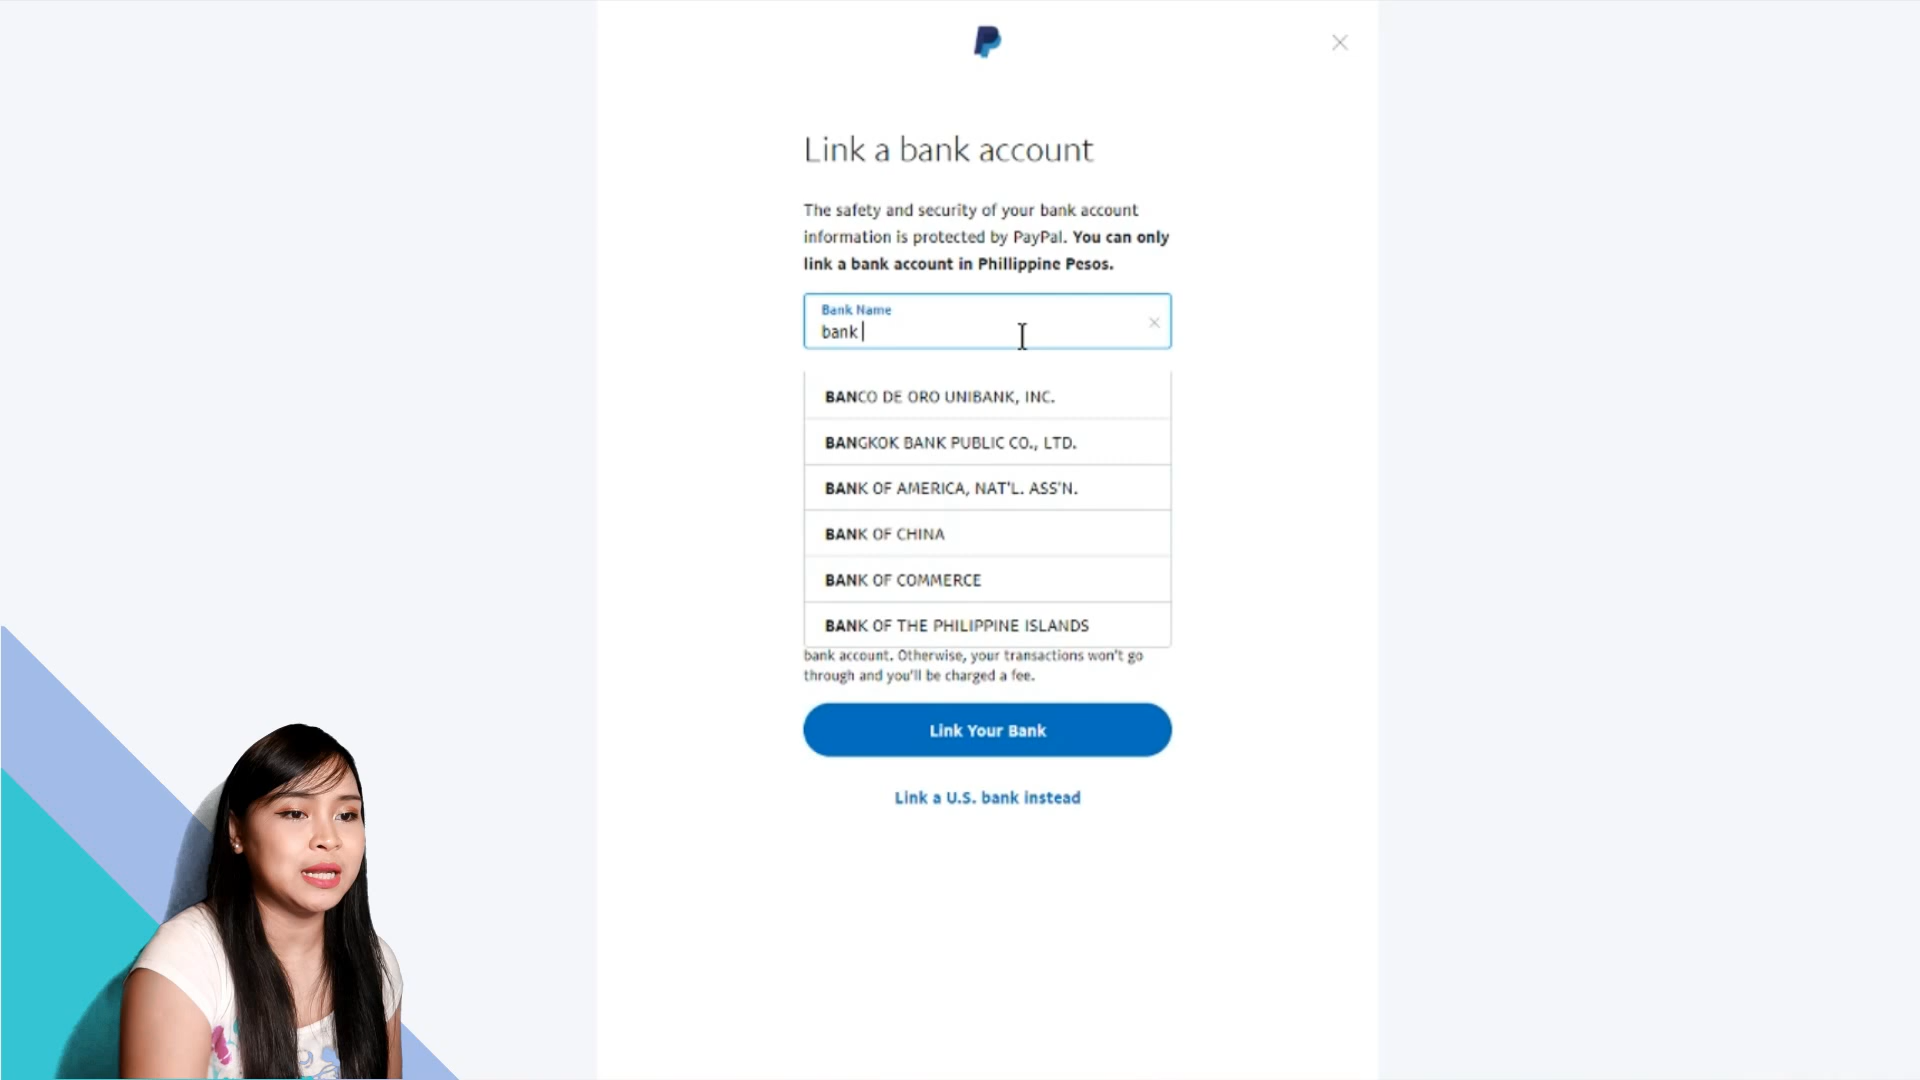 Link a bank account
The safety and security of your bank account
information is protected by PayPal. You can only
link a bank account in Phillippine Pesos.
Bank Name
bank
BANCO DE ORO UNIBANK, INC.
BANGKOK BANK PUBLIC CO., LTD.
BANK OF AMERICA, NAT'L. ASS'N.
BANK OF CHINA
BANK OF COMMERCE
BANK OF THE PHILIPPINE ISLANDS
bank account. Otherwise, your transactions won't go
through and you'll be charged a fee.
Link Your Bank
Link a U.S. bank instead